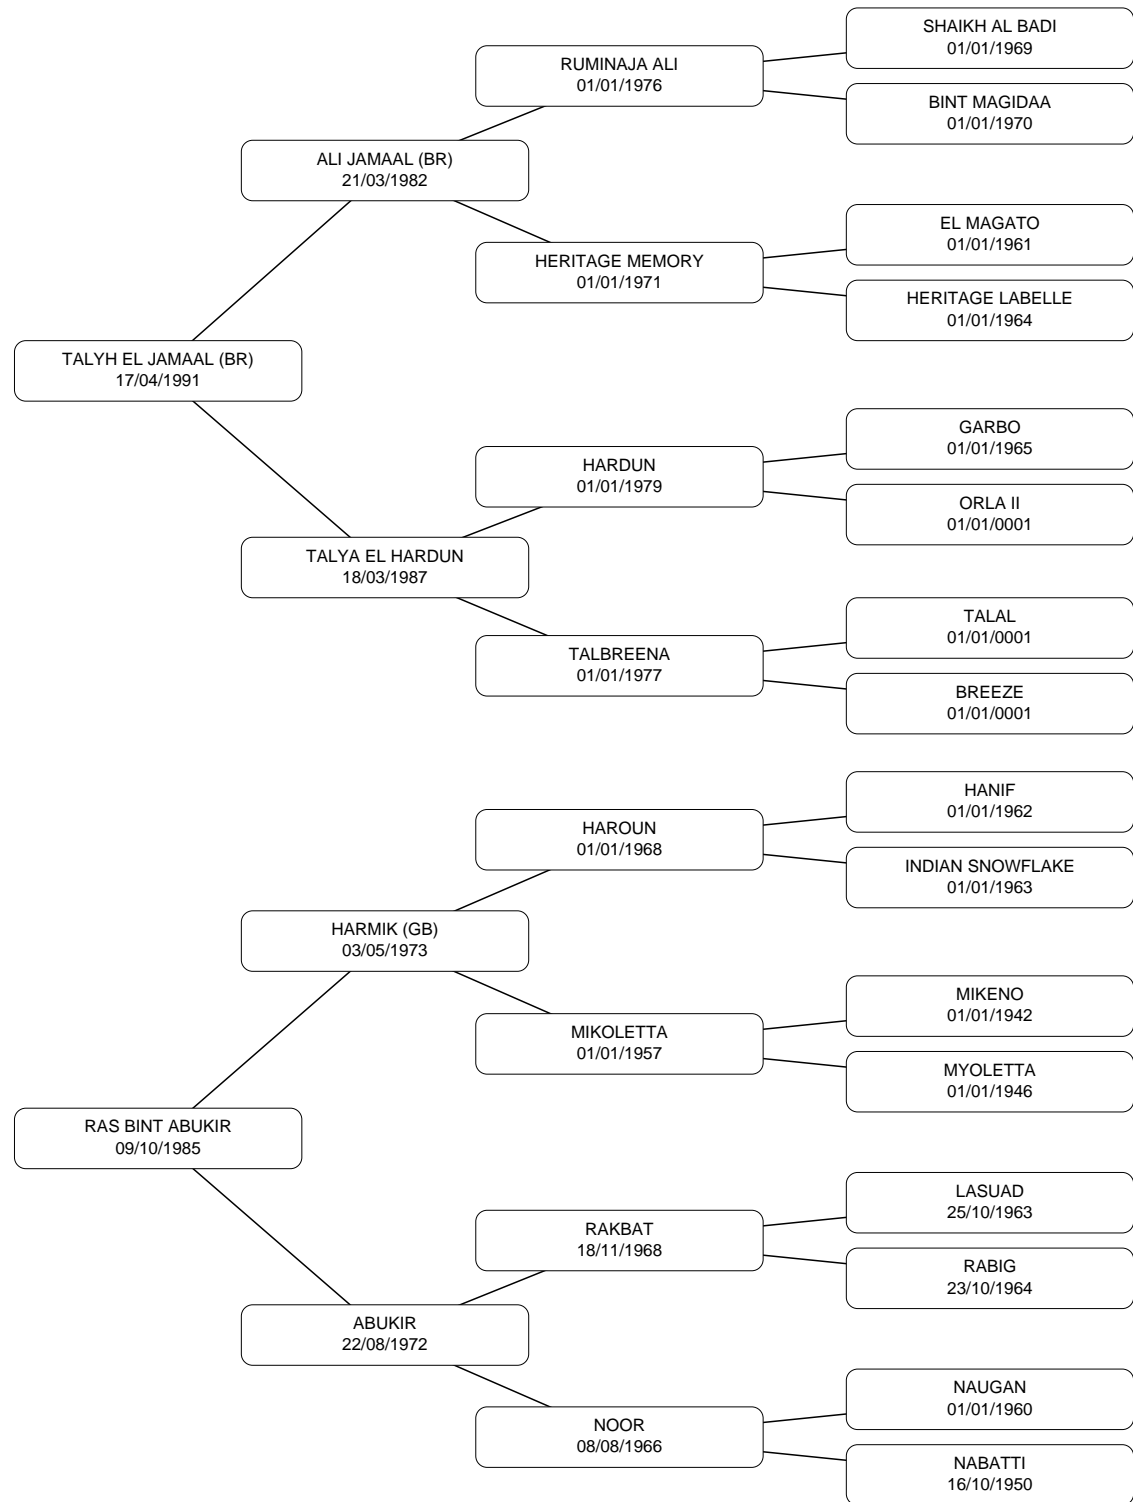 SHAIKH AL BADI
01/01/1969
RUMINAJA ALI
01/01/1976
BINT MAGIDAA
01/01/1970
ALI JAMAAL (BR)
21/03/1982
EL MAGATO
01/01/1961
HERITAGE MEMORY
01/01/1971
HERITAGE LABELLE
01/01/1964
TALYH EL JAMAAL (BR)
17/04/1991
GARBO
01/01/1965
HARDUN
01/01/1979
ORLA II
01/01/0001
TALYA EL HARDUN
18/03/1987
TALAL
01/01/0001
TALBREENA
01/01/1977
BREEZE
01/01/0001
HANIF
01/01/1962
HAROUN
01/01/1968
INDIAN SNOWFLAKE
01/01/1963
HARMIK (GB)
03/05/1973
MIKENO
01/01/1942
MIKOLETTA
01/01/1957
MYOLETTA
01/01/1946
RAS BINT ABUKIR
09/10/1985
LASUAD
25/10/1963
RAKBAT
18/11/1968
RABIG
23/10/1964
ABUKIR
22/08/1972
NAUGAN
01/01/1960
NOOR
08/08/1966
NABATTI
16/10/1950